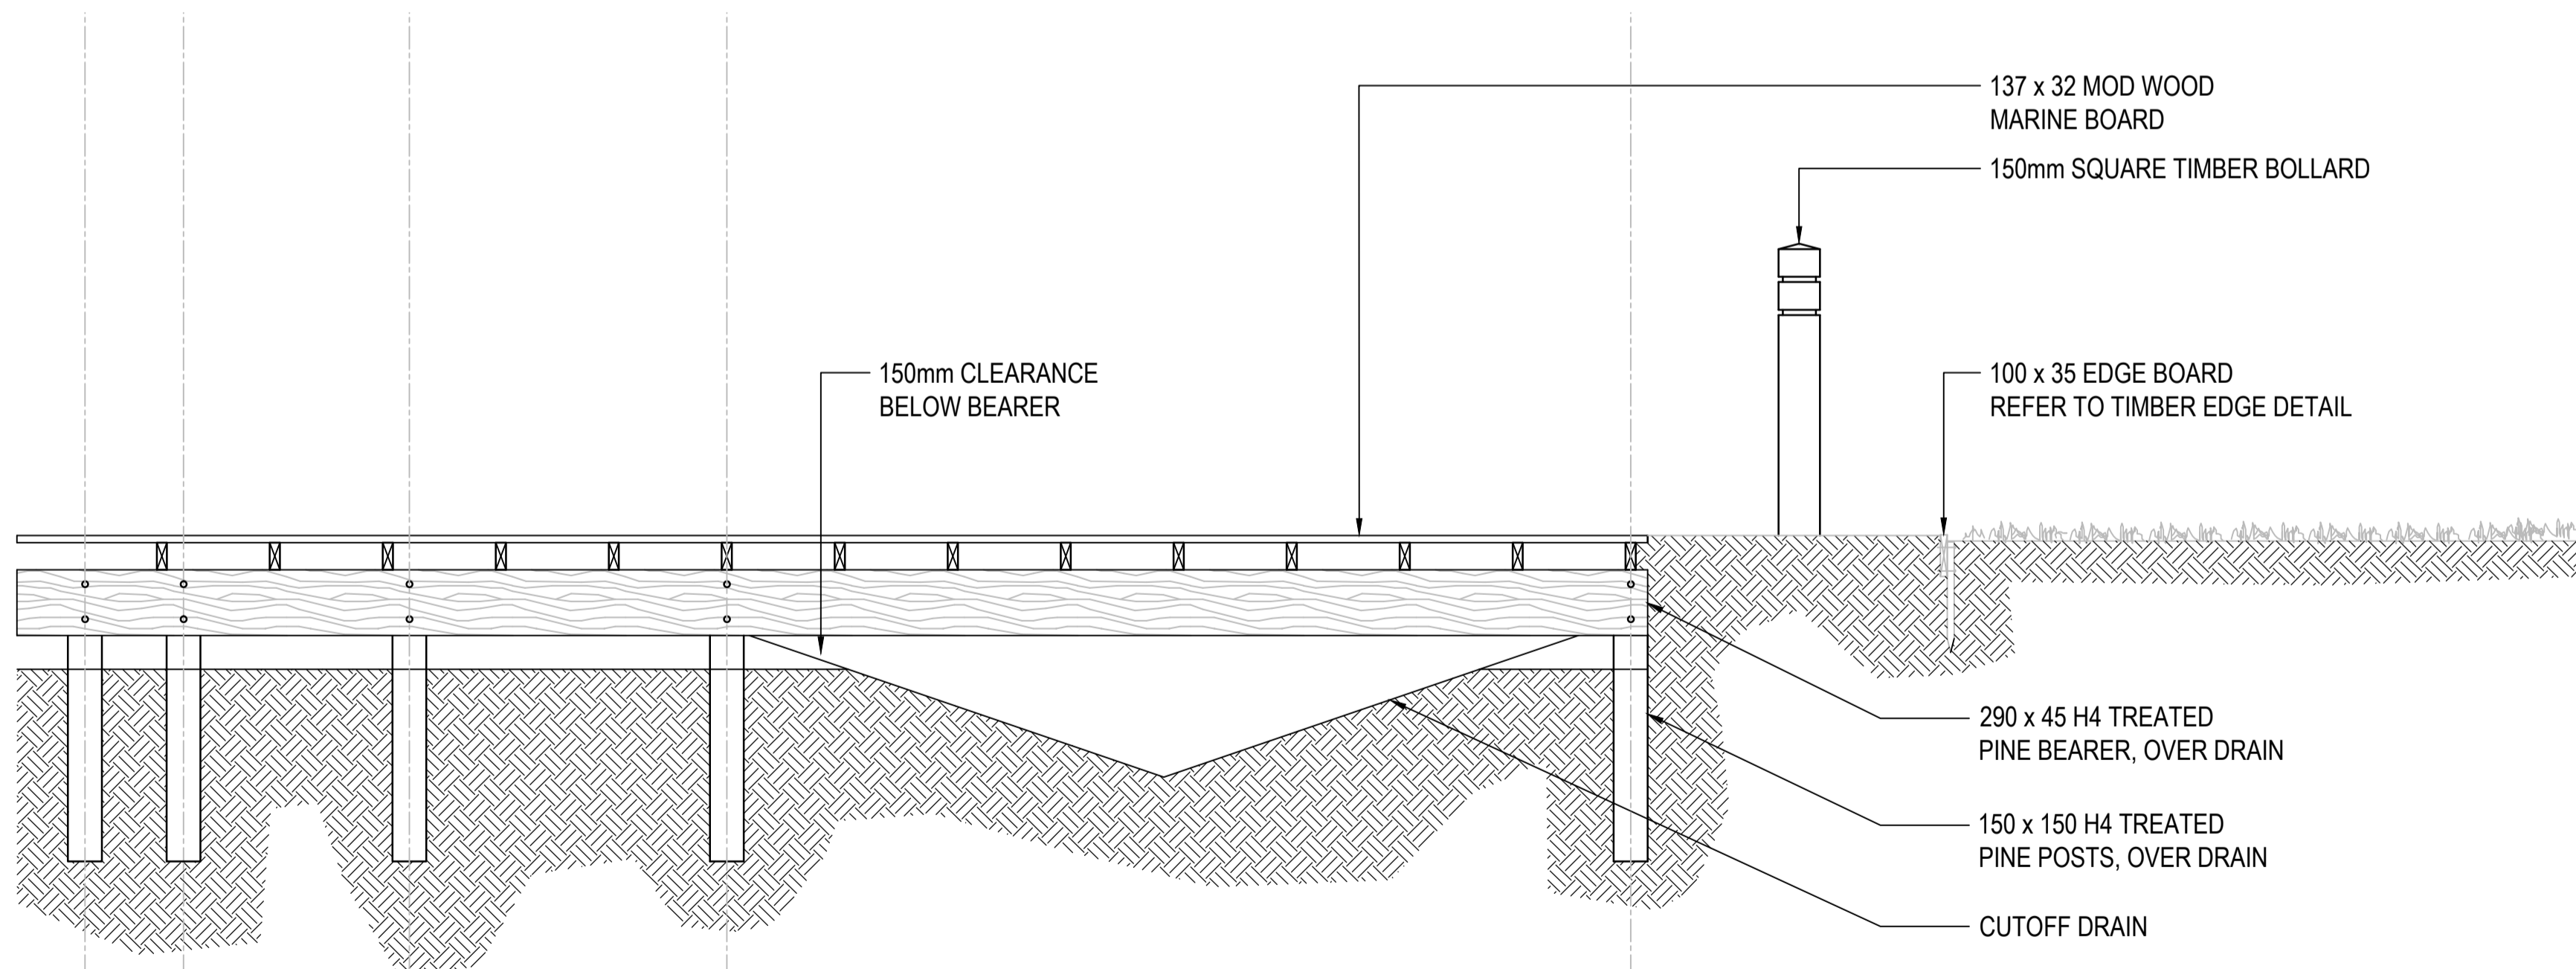 137 x 32 MOD WOOD
MARINE BOARD
150mm SQUARE TIMBER BOLLARD
150mm CLEARANCE
BELOW BEARER
100 x 35 EDGE BOARD
REFER TO TIMBER EDGE DETAIL
290 x 45 H4 TREATED
PINE BEARER, OVER DRAIN
150 x 150 H4 TREATED
PINE POSTS, OVER DRAIN
CUTOFF DRAIN